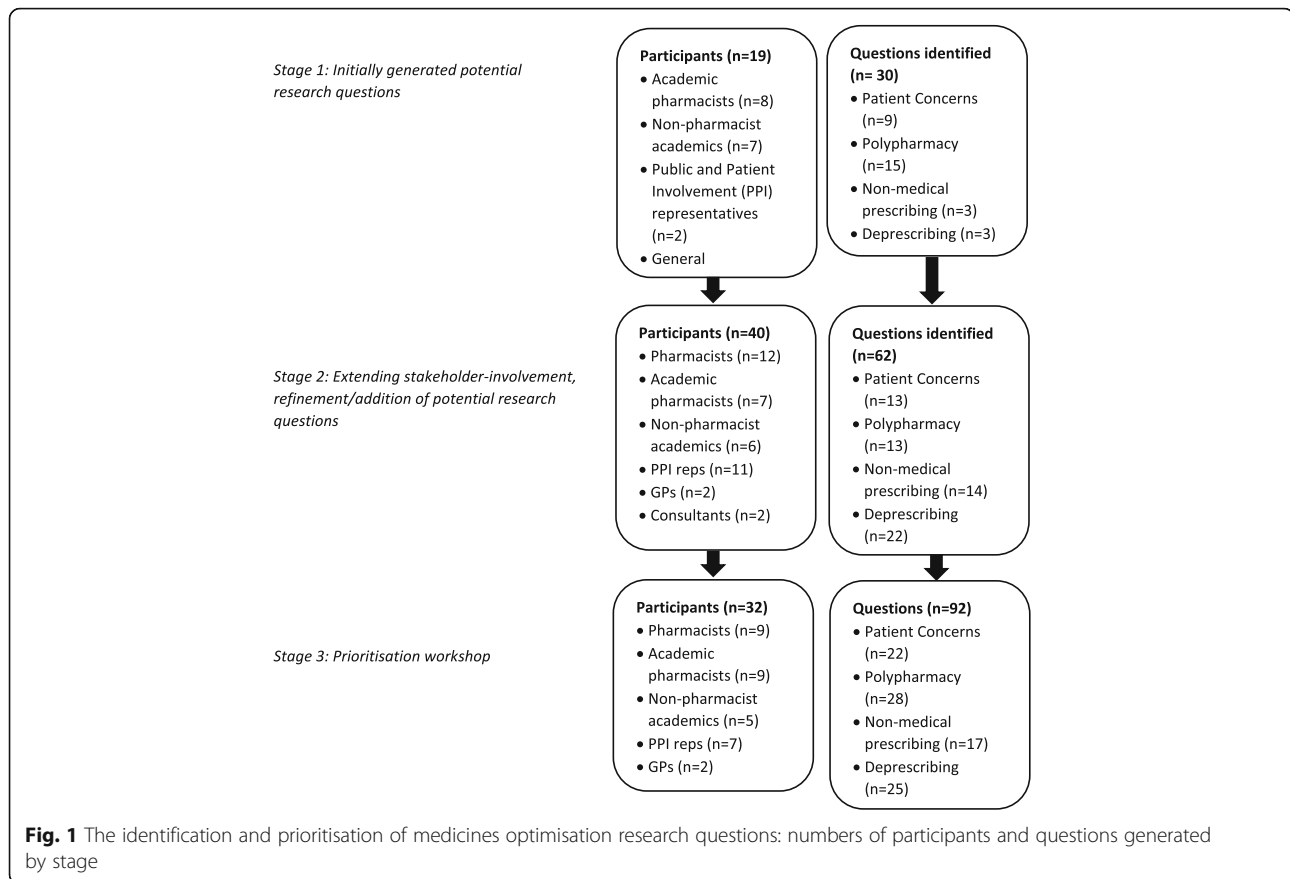 Stage 1: Initially generated potential
research questions
Participants (n=19)
• Academic
pharmacists (n=8)
• Non-pharmacist
academics (n=7)
• Public and Patient
Involvement (PPI)
representatives
(n=2)
• General
Questions identified
(n= 30)
• Patient Concerns
(n=9)
• Polypharmacy
(n=15)
• Non-medical
prescribing (n=3)
• Deprescribing (n=3)
Stage 2: Extending stakeholder-involvement,
refinement/addition of potential research
questions
Participants (n=40)
• Pharmacists (n=12)
• Academic
pharmacists (n=7)
• Non-pharmacist
academics (n=6)
• PPI reps (n=11)
• GPs (n=2)
• Consultants (n=2)
Questions identified
(n=62)
• Patient Concerns
(n=13)
• Polypharmacy
(n=13)
• Non-medical
prescribing (n=14)
• Deprescribing
(n=22)
Stage 3: Prioritisation workshop
Participants (n=32)
• Pharmacists (n=9)
• Academic
pharmacists (n=9)
• Non-pharmacist
academics (n=5)
• PPI reps (n=7)
• GPs (n=2)
Questions (n=92)
• Patient Concerns
(n=22)
• Polypharmacy
(n=28)
• Non-medical
prescribing (n=17)
• Deprescribing
(n=25)
Fig. 1 The identification and prioritisation of medicines optimisation research questions: numbers of participants and questions generated
by stage